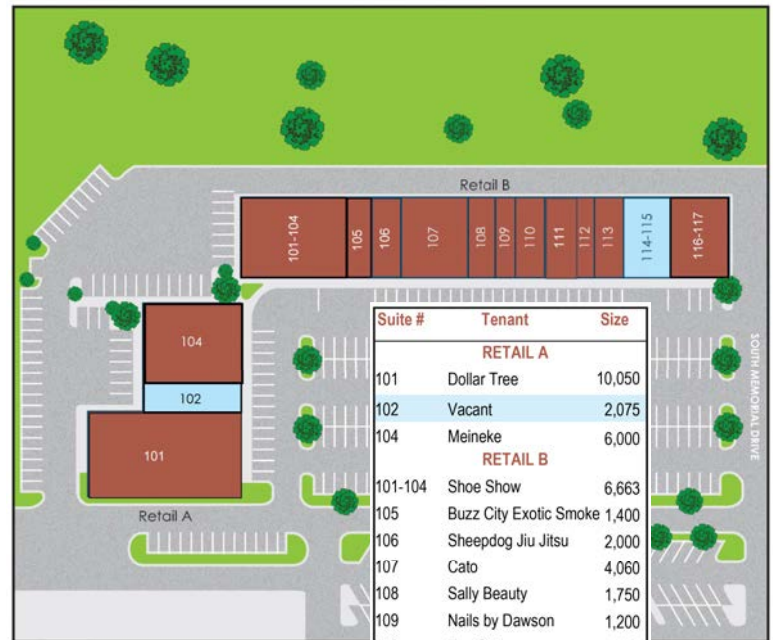 Retail B
101-104
105
106
107
108
109
110
111
112
113
114-115
116-117
104
102
101
Retail A
SOUTH MEMORIAL DRIVE
Suite # Tenant Size
RETAIL A
101 Dollar Tree 10,050
102 Vacant 2,075
104 Meineke 6,000
RETAIL B
101-104 Shoe Show 6,663
105 Buzz City Exotic Smoke 1,400
106 Sheepdog Jiu Jitsu 2,000
107 Cato 4,060
108 Sally Beauty 1,750
109 Nails by Dawson 1,200